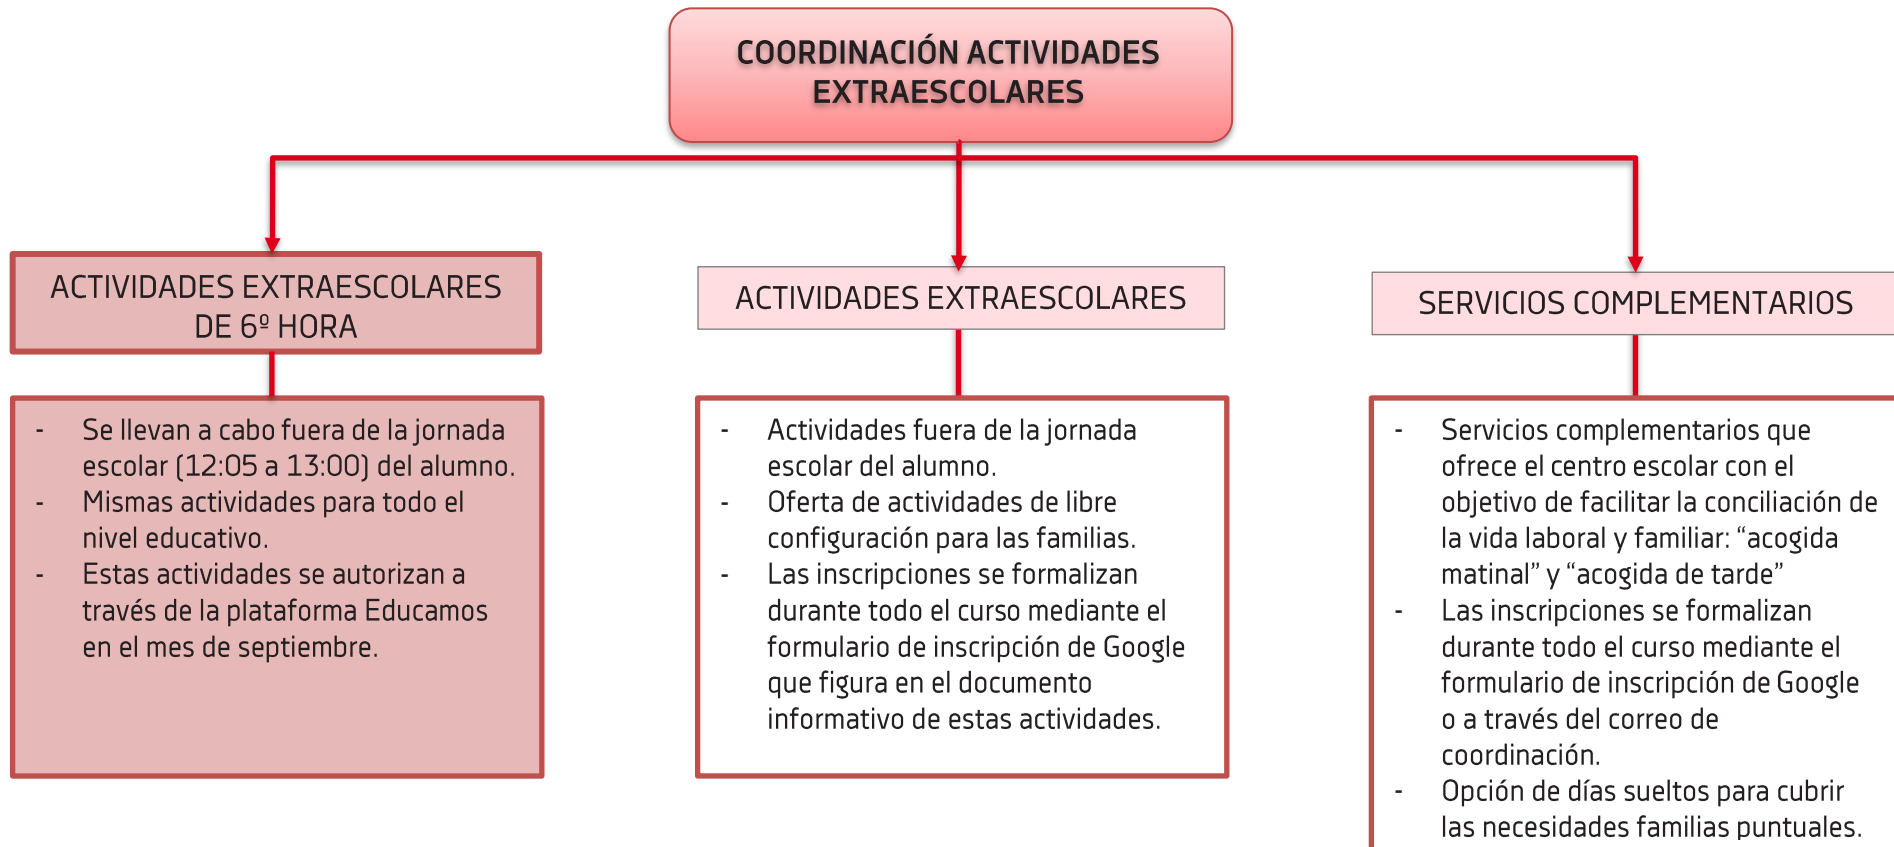 COORDINACIÓN ACTIVIDADES
EXTRAESCOLARES
ACTIVIDADES EXTRAESCOLARES
DE 6º HORA
- Se llevan a cabo fuera de la jornada
escolar (12:05 a 13:00) del alumno.
- Mismas actividades para todo el
nivel educativo.
- Estas actividades se autorizan a
través de la plataforma Educamos
en el mes de septiembre.
ACTIVIDADES EXTRAESCOLARES
- Actividades fuera de la jornada
escolar del alumno.
- Oferta de actividades de libre
configuración para las familias.
- Las inscripciones se formalizan
durante todo el curso mediante el
formulario de inscripción de Google
que figura en el documento
informativo de estas actividades.
SERVICIOS COMPLEMENTARIOS
- Servicios complementarios que
ofrece el centro escolar con el
objetivo de facilitar la conciliación de
la vida laboral y familiar: “acogida
matinal” y “acogida de tarde”
- Las inscripciones se formalizan
durante todo el curso mediante el
formulario de inscripción de Google
o a través del correo de
coordinación.
- Opción de días sueltos para cubrir
las necesidades familias puntuales.